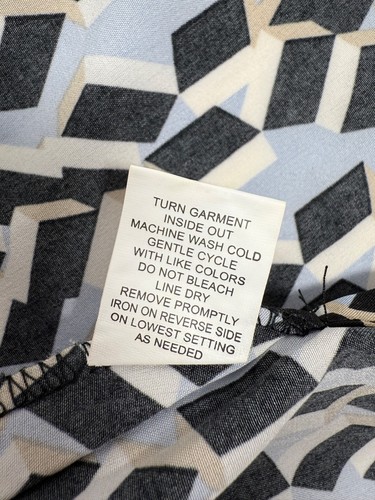 TURN GARMENT
INSIDE OUT
MACHINE WASH COLD
GENTLE CYCLE
WITH LIKE COLORS
DO NOT BLEACH
LINE DRY
REMOVE PROMPTLY
IRON ON REVERSE SIDE
ON LOWEST SETTING
AS NEEDED